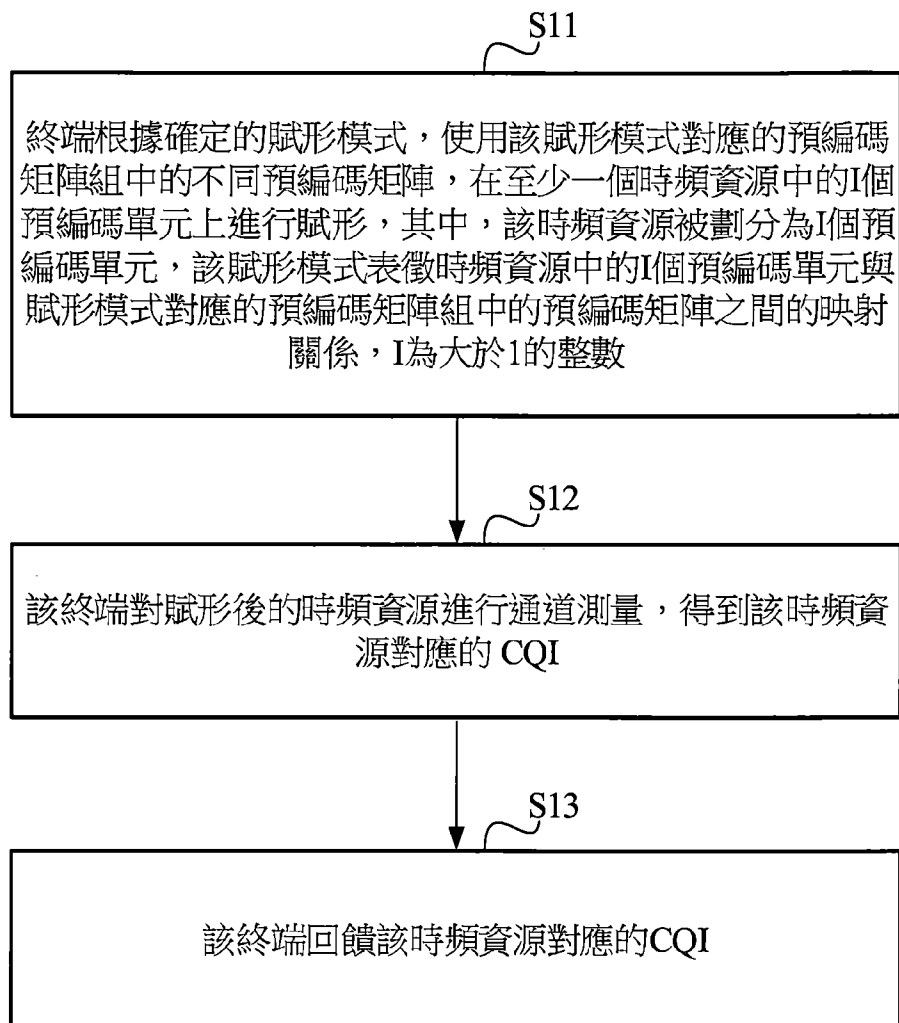 S11
終端根據確定的賦形模式，使用該賦形模式對應的預編碼
矩陣組中的不同預編碼矩陣，在至少一個時頻資源中的I個
預編碼單元上進行賦形，其中，該時頻資源被劃分為I個預
編碼單元，該賦形模式表徵時頻資源中的I個預編碼單元與
賦形模式對應的預編碼矩陣組中的預編碼矩陣之間的映射
關係，I為大於1的整數
S12
該終端對賦形後的時頻資源進行通道測量，得到該時頻資
源對應的 CQI
S13
該終端回饋該時頻資源對應的CQI